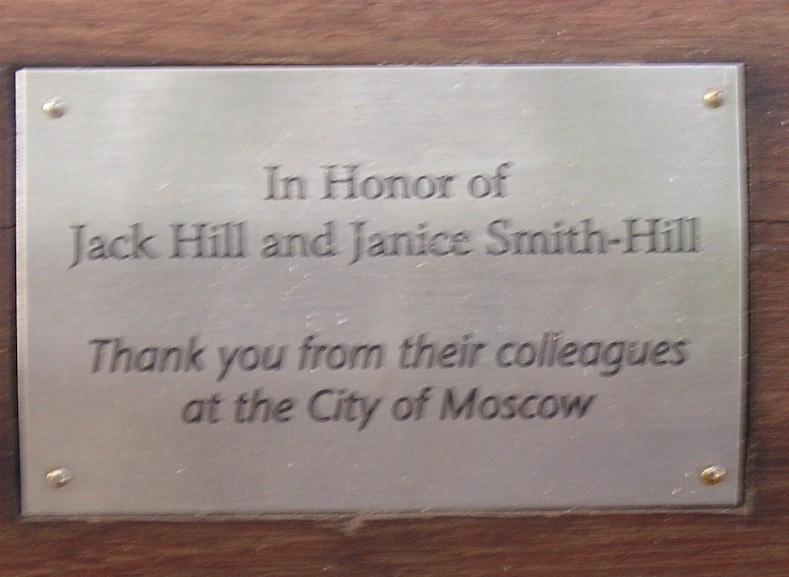 In Honor of
Jack Hill and Janice Smith-Hill
Thank you from their colleagues
at the City of Moscow